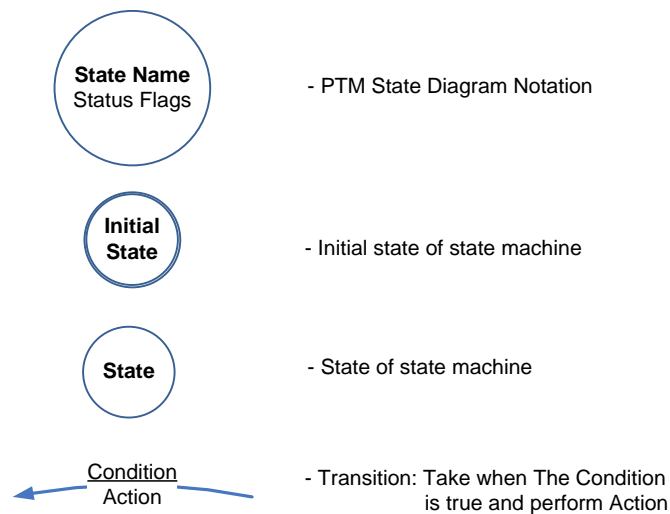 State Name
Status Flags
- PTM State Diagram Notation
Initial
State
- Initial state of state machine
State
- State of state machine
Condition
Action
- Transition: Take when The Condition
is true and perform Action